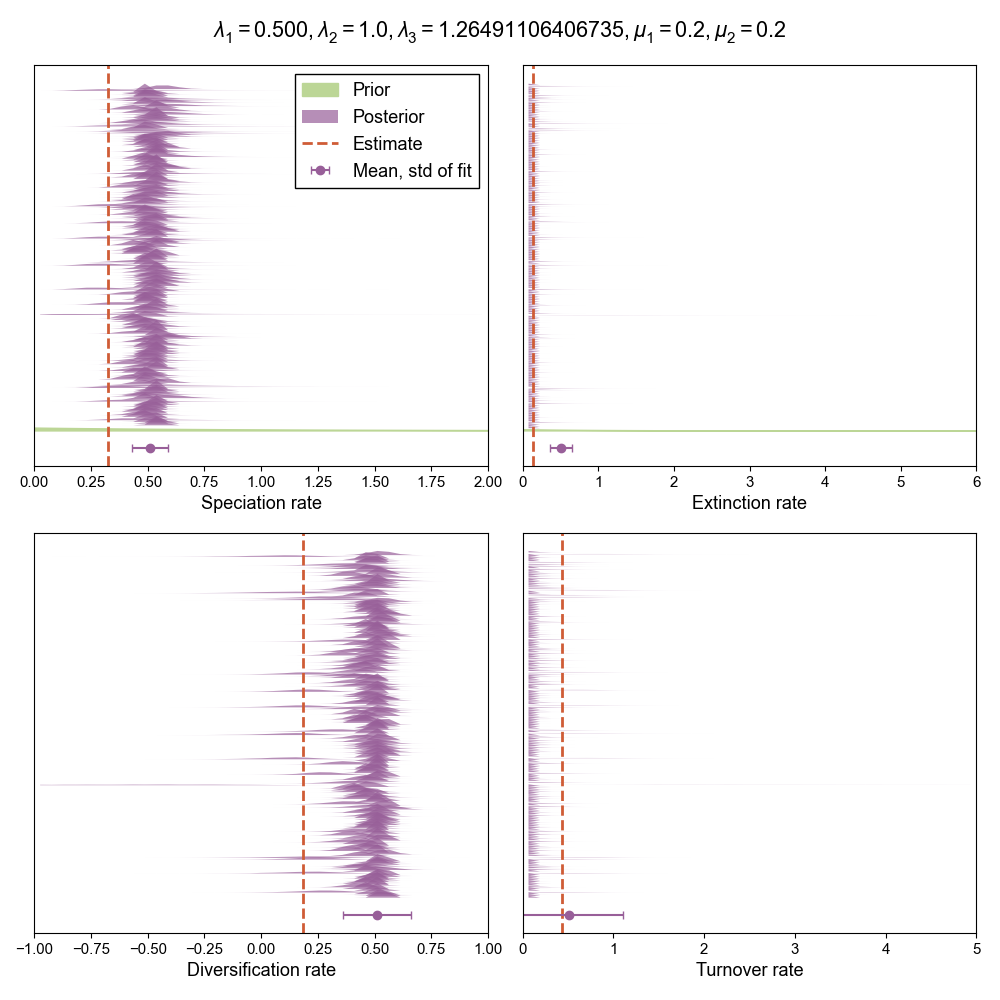 λ₁ = 0.500, λ₂ = 1.0, λ₃ = 1.26491106406735, μ₁ = 0.2, μ₂ = 0.2
Prior
Posterior
Estimate
Mean, std of fit
0.00 0.25 0.50 0.75 1.00 1.25 1.50 1.75 2.00
Speciation rate
0 1 2 3 4 5 6
Extinction rate
−1.00 −0.75 −0.50 −0.25 0.00 0.25 0.50 0.75 1.00
Diversification rate
0 1 2 3 4 5
Turnover rate